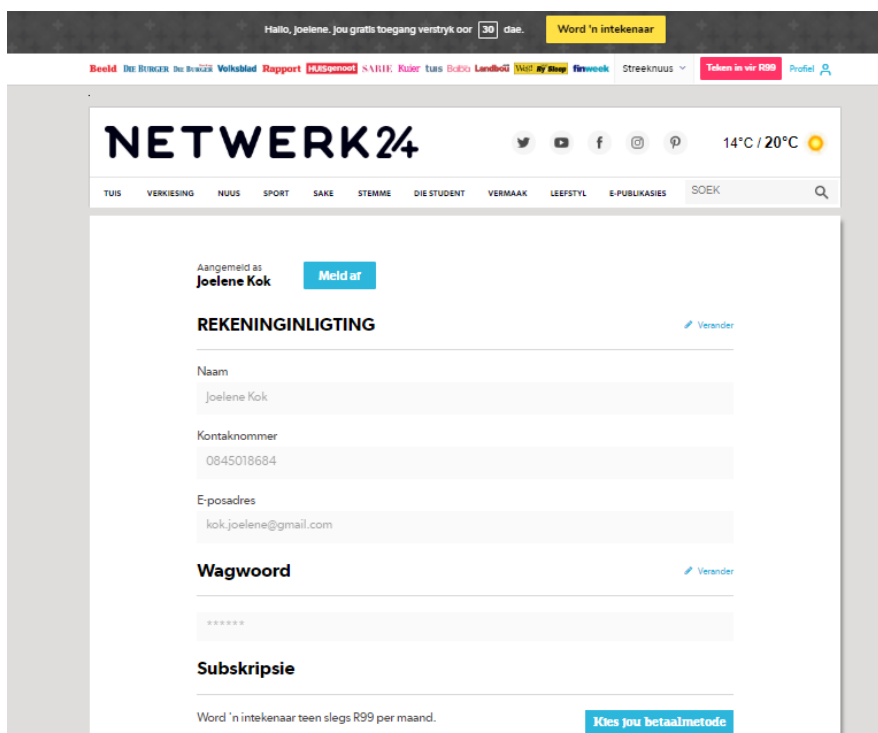 Hallo, Joelene. Jou gratis toegang verstryk oor 30 dae. Word 'n intekenaar
Beeld DIE BURGER DIE BURGER Volksblad Rapport HUISgenoot SARIE Kuier tuis Landbou Weg finweek Streeknuus Teken in vir R99 Profiel
NETWERK24 14°C / 20°C
TUIS VERKIESING NUUS SPORT SAKE STEMME DIE STUDENT VERMAAK LEEFSTYL E-PUBLIKASIES SOEK
Aangemeld as
Joelene Kok Meld af
REKENINGINLIGTING Verander
Naam
Joelene Kok
Kontaknommer
0845018684
E-posadres
kok.joelene@gmail.com
Wagwoord Verander
******
Subskripsie
Word 'n intekenaar teen slegs R99 per maand. Kies jou betaalmetode